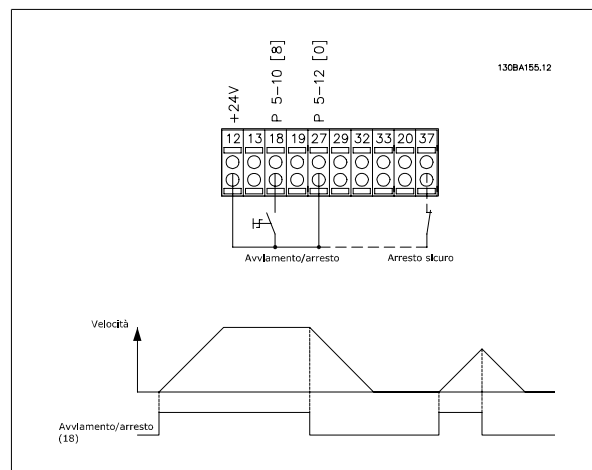 130BA155.12
+24V
P 5-10 [8]
P 5-12 [0]
12 13 18 19 27 29 32 33 20 37
Avviamento/arresto
Arresto sicuro
Velocità
Avviamento/arresto
(18)